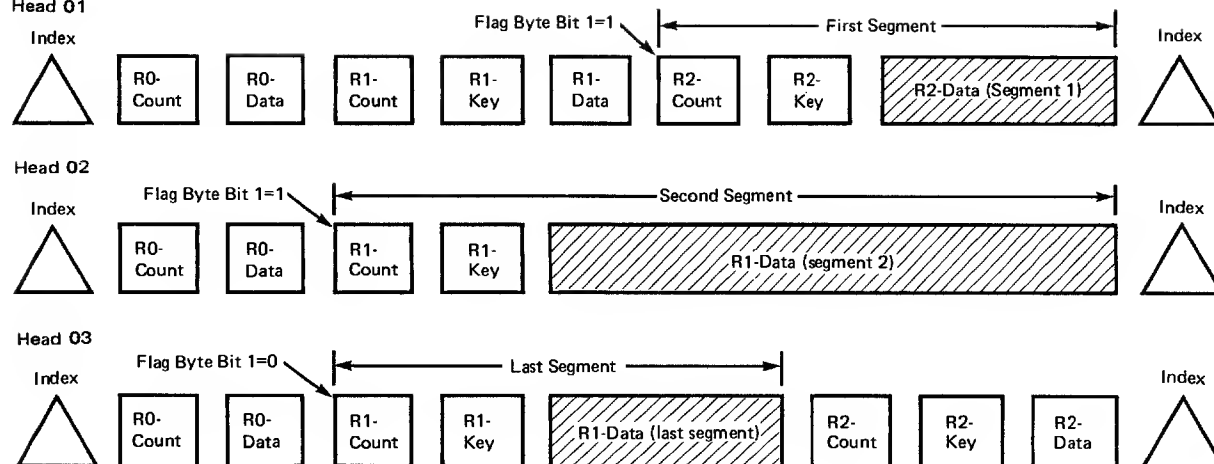 Head 01
Flag Byte Bit 1=1
First Segment
Index
Index
R0-
Count
R0-
Data
R1-
Count
R1-
Key
R1-
Data
R2-
Count
R2-
Key
R2-Data (Segment 1)
Head 02
Flag Byte Bit 1=1
Second Segment
Index
Index
R0-
Count
R0-
Data
R1-
Count
R1-
Key
R1-Data (segment 2)
Head 03
Flag Byte Bit 1=0
Last Segment
Index
Index
R0-
Count
R0-
Data
R1-
Count
R1-
Key
R1-Data (last segment)
R2-
Count
R2-
Key
R2-
Data